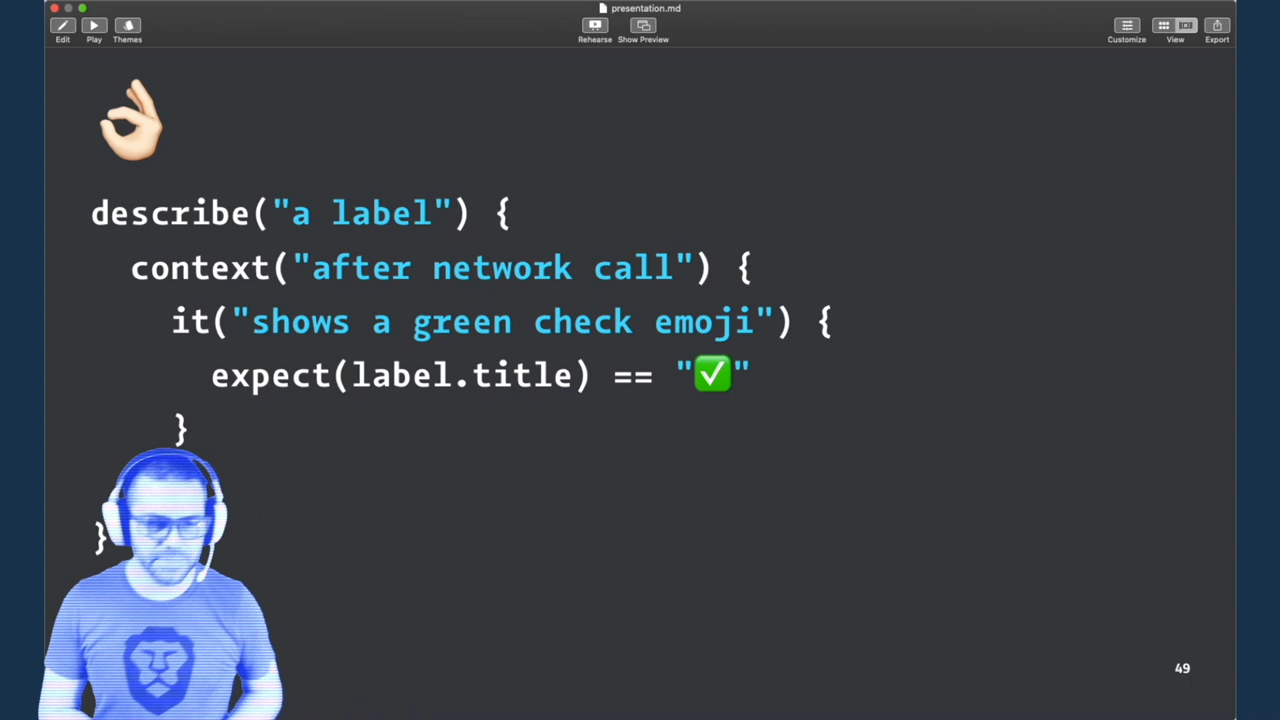 presentation.md
Edit Play Themes Rehearse Show Preview Customize View Export
👌🏻
describe("a label") {
context("after network call") {
it("shows a green check emoji") {
expect(label.title) == "✅"
}
}
49